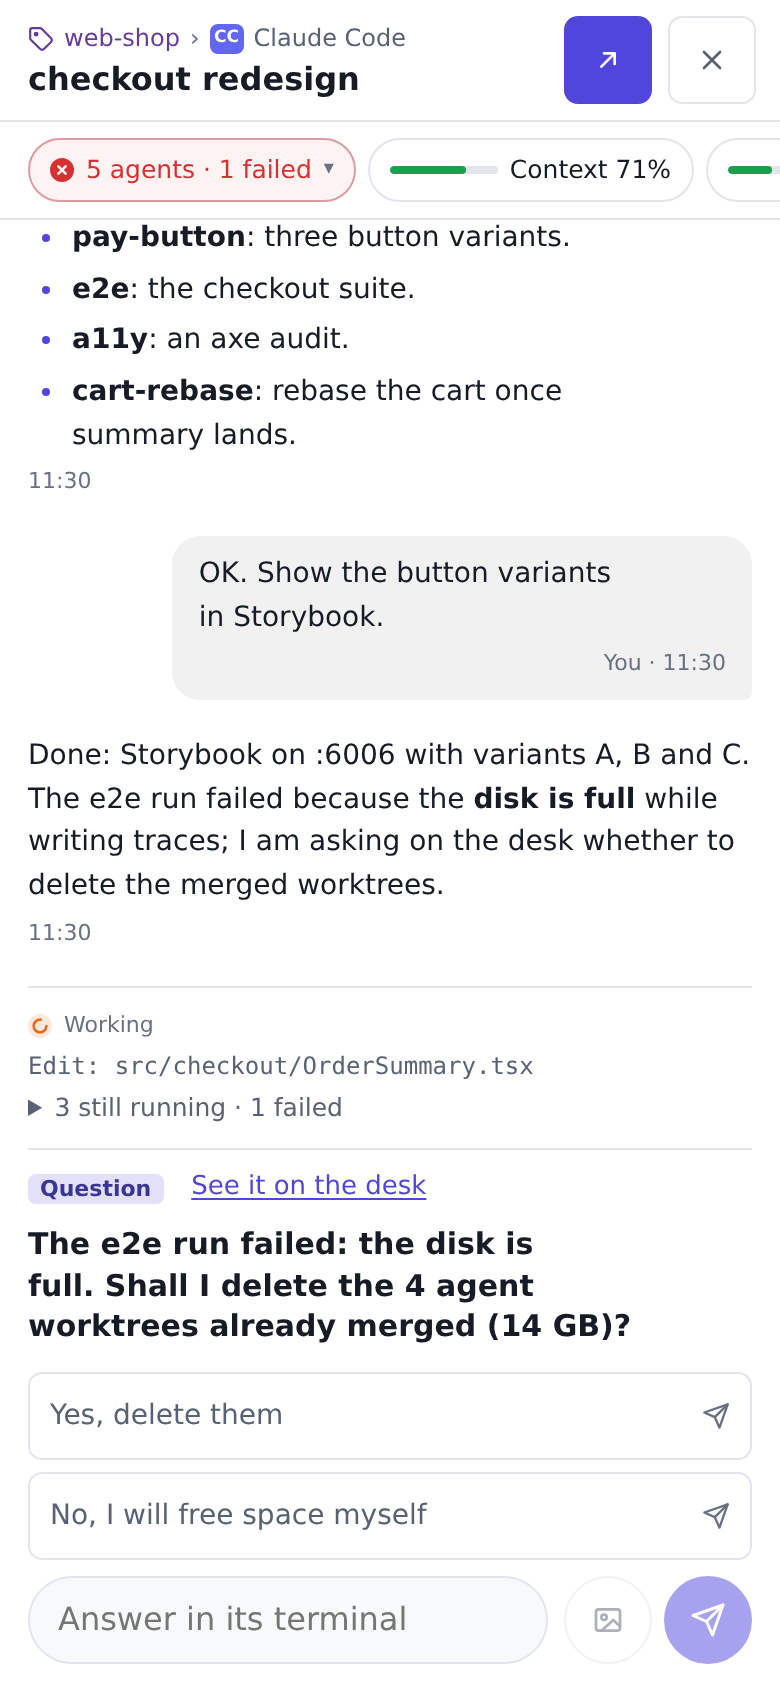 web-shop › CC Claude Code
checkout redesign
5 agents · 1 failed ▾
Context 71%
• pay-button: three button variants.
• e2e: the checkout suite.
• a11y: an axe audit.
• cart-rebase: rebase the cart once
summary lands.
11:30
OK. Show the button variants
in Storybook.
You · 11:30
Done: Storybook on :6006 with variants A, B and C.
The e2e run failed because the disk is full while
writing traces; I am asking on the desk whether to
delete the merged worktrees.
11:30
Working
Edit: src/checkout/OrderSummary.tsx
▶ 3 still running · 1 failed
Question See it on the desk
The e2e run failed: the disk is
full. Shall I delete the 4 agent
worktrees already merged (14 GB)?
Yes, delete them
No, I will free space myself
Answer in its terminal